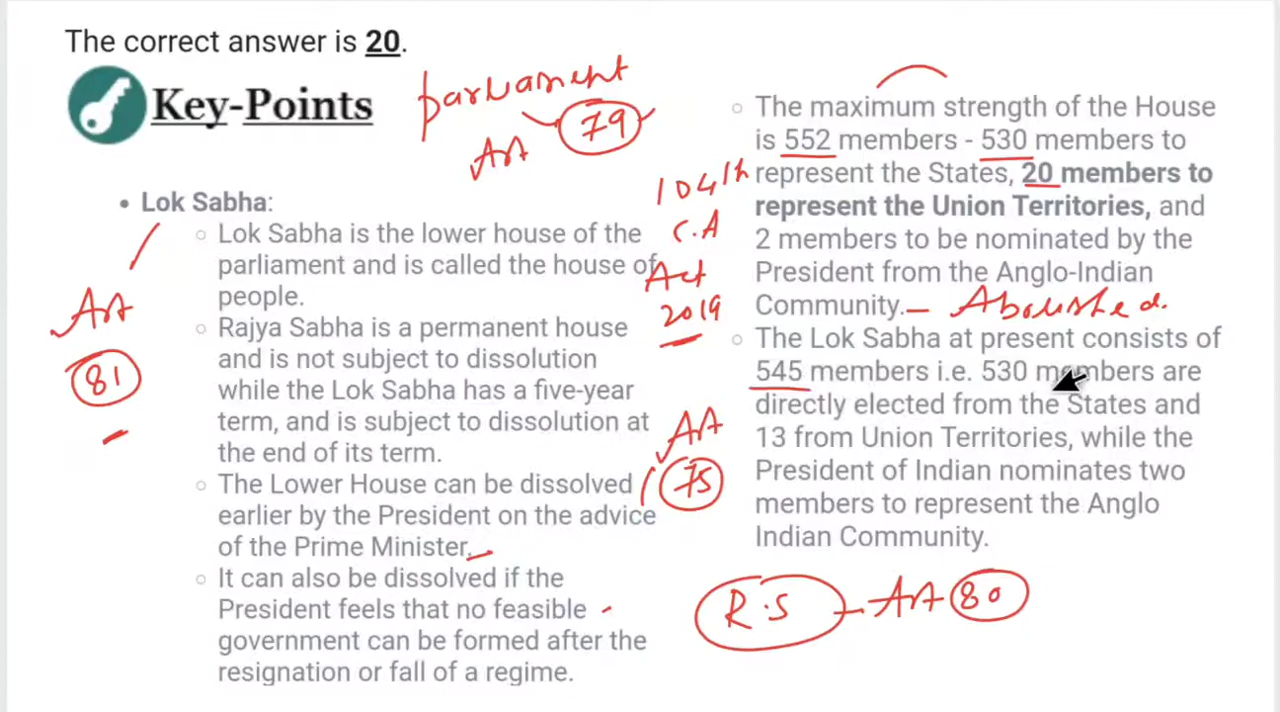 The correct answer is 20.
Key-Points
parliament
Art 79
• Lok Sabha:
Art
81
○ Lok Sabha is the lower house of the
parliament and is called the house of
people.
○ Rajya Sabha is a permanent house
and is not subject to dissolution
while the Lok Sabha has a five-year
term, and is subject to dissolution at
the end of its term.
○ The Lower House can be dissolved
earlier by the President on the advice
of the Prime Minister.
○ It can also be dissolved if the
President feels that no feasible
government can be formed after the
resignation or fall of a regime.
104th
C.A
Act
2019
Art
75
○ The maximum strength of the House
is 552 members - 530 members to
represent the States, 20 members to
represent the Union Territories, and
2 members to be nominated by the
President from the Anglo-Indian
Community. – Abolished.
○ The Lok Sabha at present consists of
545 members i.e. 530 members are
directly elected from the States and
13 from Union Territories, while the
President of Indian nominates two
members to represent the Anglo
Indian Community.
R.S – Art 80